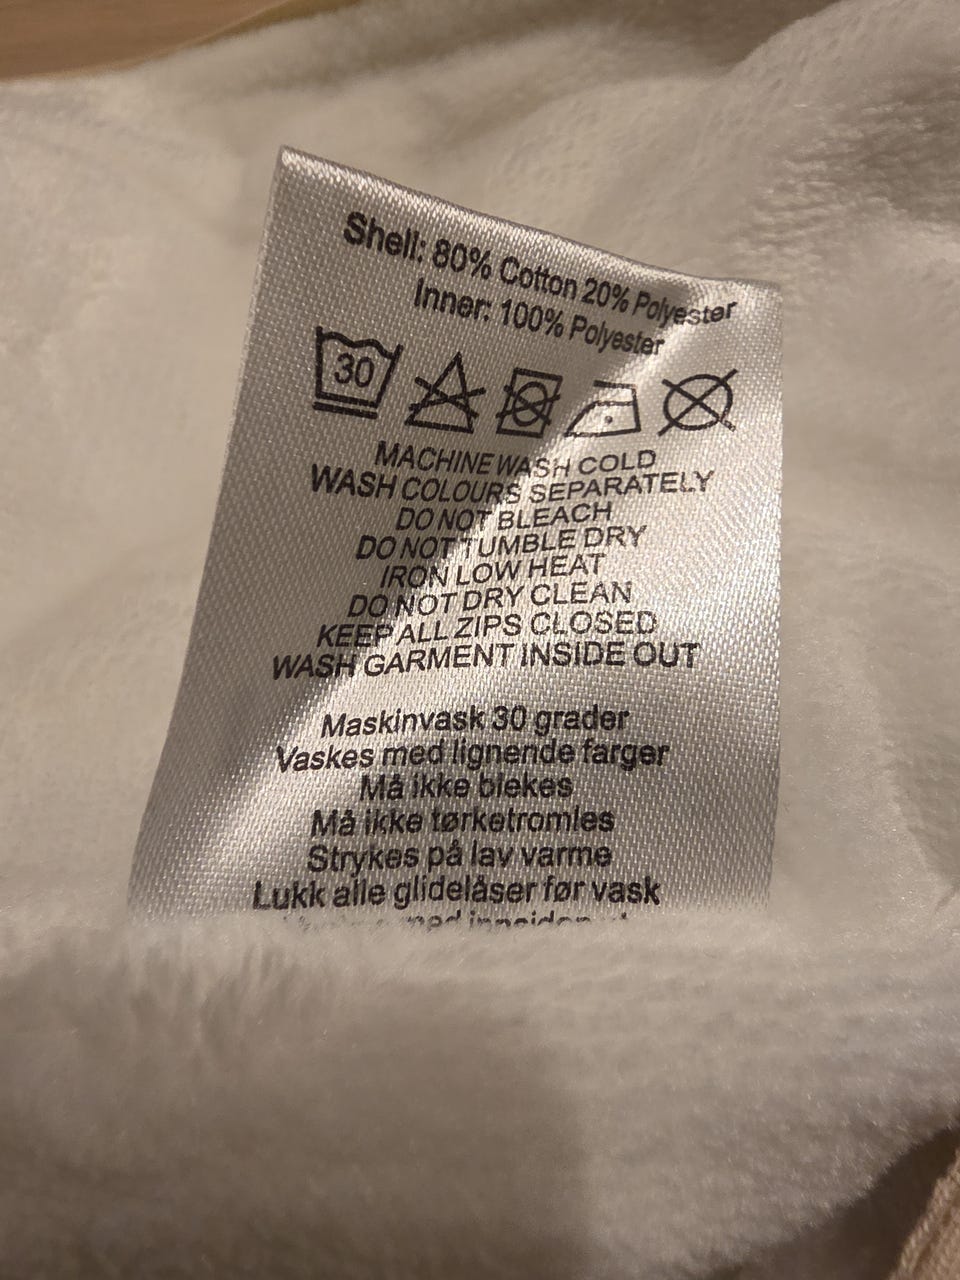 Shell: 80% Cotton 20% Polyester
Inner: 100% Polyester
30
MACHINE WASH COLD
WASH COLOURS SEPARATELY
DO NOT BLEACH
DO NOT TUMBLE DRY
IRON LOW HEAT
DO NOT DRY CLEAN
KEEP ALL ZIPS CLOSED
WASH GARMENT INSIDE OUT
Maskinvask 30 grader
Vaskes med lignende farger
Må ikke blekes
Må ikke tørketromles
Strykes på lav varme
Lukk alle glidelåser før vask
med innsiden